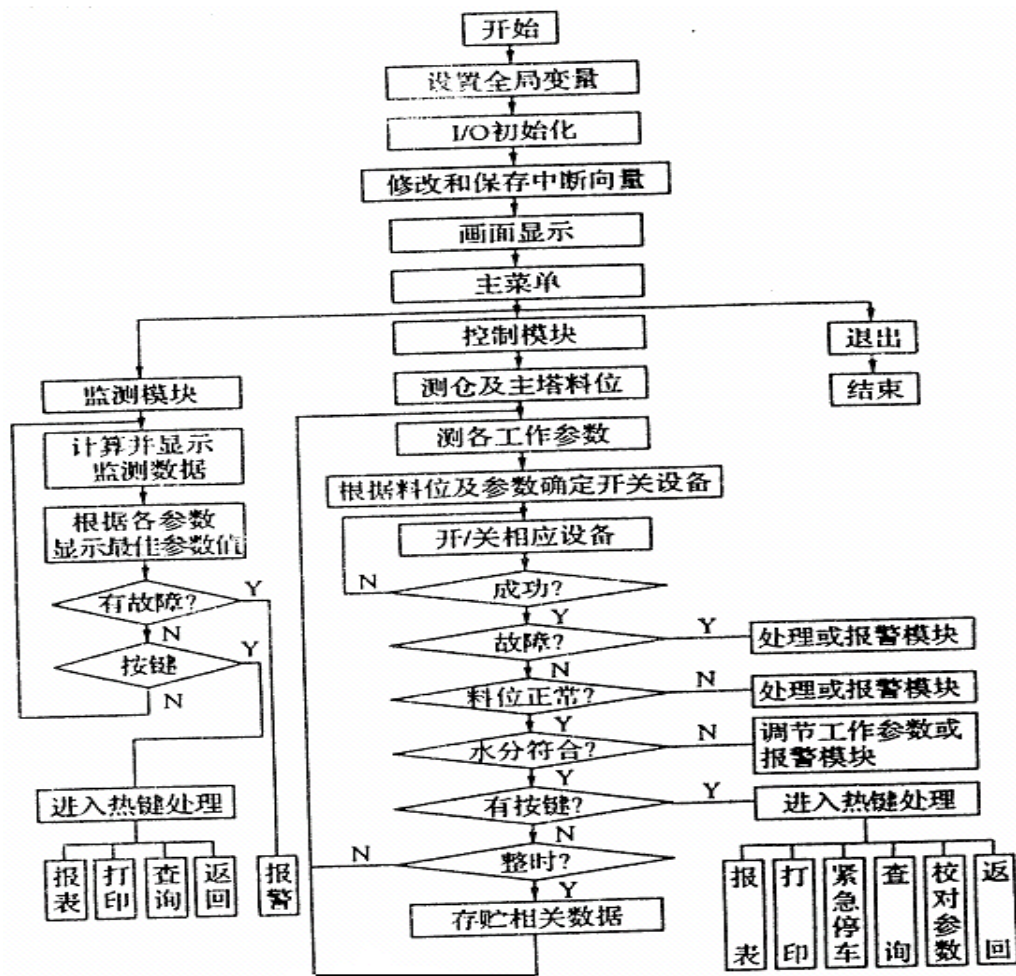 开始
设置全局变量
I/O初始化
修改和保存中断向量
画面显示
主菜单
控制模块
退出
监测模块
测仓及主塔料位
结束
计算并显示
监测数据
测各工作参数
根据料位及参数确定开关设备
根据各参数
显示最佳参数值
开/关相应设备
N
成功?
Y
有故障?
Y
N
故障?
Y
处理或报警模块
N
按键
Y
N
料位正常?
N
处理或报警模块
Y
水分符合?
N
调节工作参数或
报警模块
Y
进入热键处理
有按键?
Y
进入热键处理
N
N
整时?
Y
报表
打印
查询
返回
报警
存贮相关数据
报表
打印
紧急停车
查询
校对参数
返回